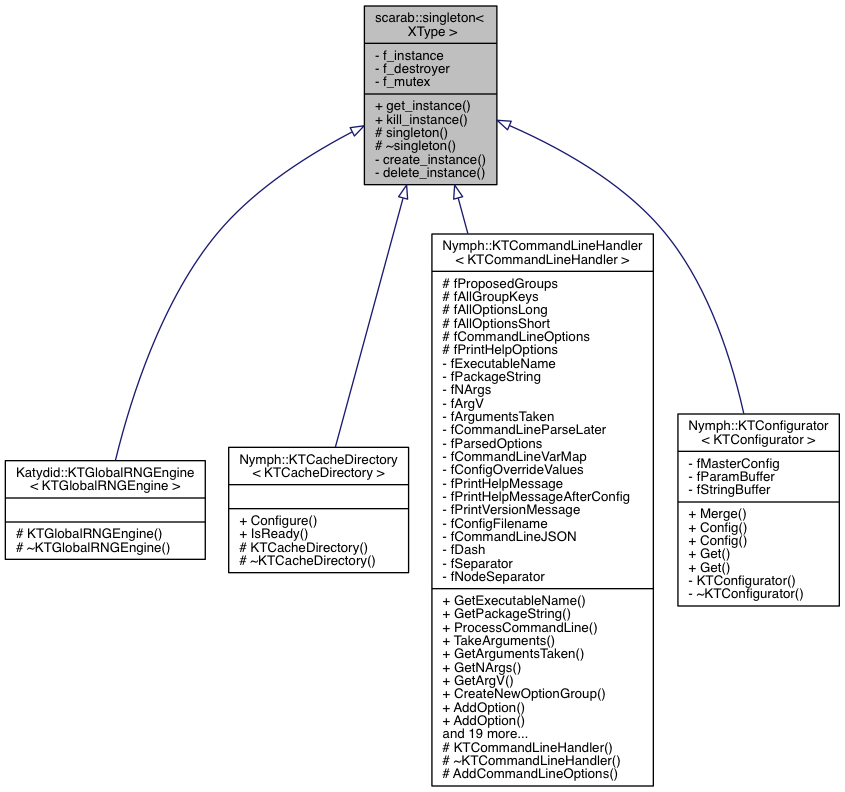 scarab::singleton<
XType >
- f_instance
- f_destroyer
- f_mutex
+ get_instance()
+ kill_instance()
# singleton()
# ~singleton()
- create_instance()
- delete_instance()
Katydid::KTGlobalRNGEngine
< KTGlobalRNGEngine >
# KTGlobalRNGEngine()
# ~KTGlobalRNGEngine()
Nymph::KTCacheDirectory
< KTCacheDirectory >
+ Configure()
+ IsReady()
# KTCacheDirectory()
# ~KTCacheDirectory()
Nymph::KTCommandLineHandler
< KTCommandLineHandler >
# fProposedGroups
# fAllGroupKeys
# fAllOptionsLong
# fAllOptionsShort
# fCommandLineOptions
# fPrintHelpOptions
- fExecutableName
- fPackageString
- fNArgs
- fArgV
- fArgumentsTaken
- fCommandLineParseLater
- fParsedOptions
- fCommandLineVarMap
- fConfigOverrideValues
- fPrintHelpMessage
- fPrintHelpMessageAfterConfig
- fPrintVersionMessage
- fConfigFilename
- fCommandLineJSON
- fDash
- fSeparator
- fNodeSeparator
+ GetExecutableName()
+ GetPackageString()
+ ProcessCommandLine()
+ TakeArguments()
+ GetArgumentsTaken()
+ GetNArgs()
+ GetArgV()
+ CreateNewOptionGroup()
+ AddOption()
+ AddOption()
and 19 more...
# KTCommandLineHandler()
# ~KTCommandLineHandler()
# AddCommandLineOptions()
Nymph::KTConfigurator
< KTConfigurator >
- fMasterConfig
- fParamBuffer
- fStringBuffer
+ Merge()
+ Config()
+ Config()
+ Get()
+ Get()
- KTConfigurator()
- ~KTConfigurator()